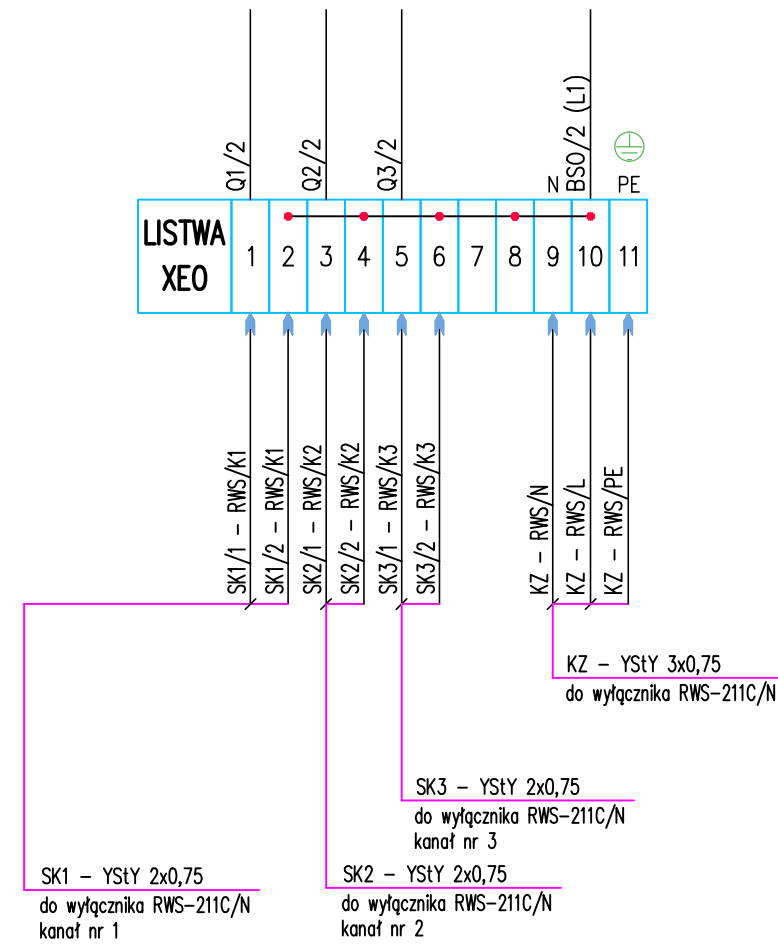 Q1/2
Q2/2
Q3/2
N
BS0/2 (L1)
PE
LISTWA
XE0
1
2
3
4
5
6
7
8
9
10
11
SK1/1 – RWS/K1
SK1/2 – RWS/K1
SK2/1 – RWS/K2
SK2/2 – RWS/K2
SK3/1 – RWS/K3
SK3/2 – RWS/K3
KZ – RWS/N
KZ – RWS/L
KZ – RWS/PE
KZ – YStY 3x0,75
do wyłącznika RWS–211C/N
SK3 – YStY 2x0,75
do wyłącznika RWS–211C/N
kanał nr 3
SK1 – YStY 2x0,75
do wyłącznika RWS–211C/N
kanał nr 1
SK2 – YStY 2x0,75
do wyłącznika RWS–211C/N
kanał nr 2